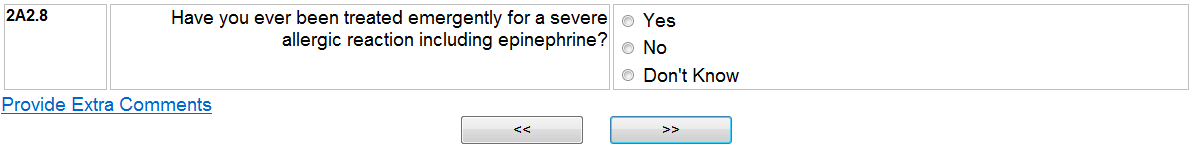 2A2.8
Have you ever been treated emergently for a severe
allergic reaction including epinephrine?
Yes
No
Don't Know
Provide Extra Comments
<<
>>